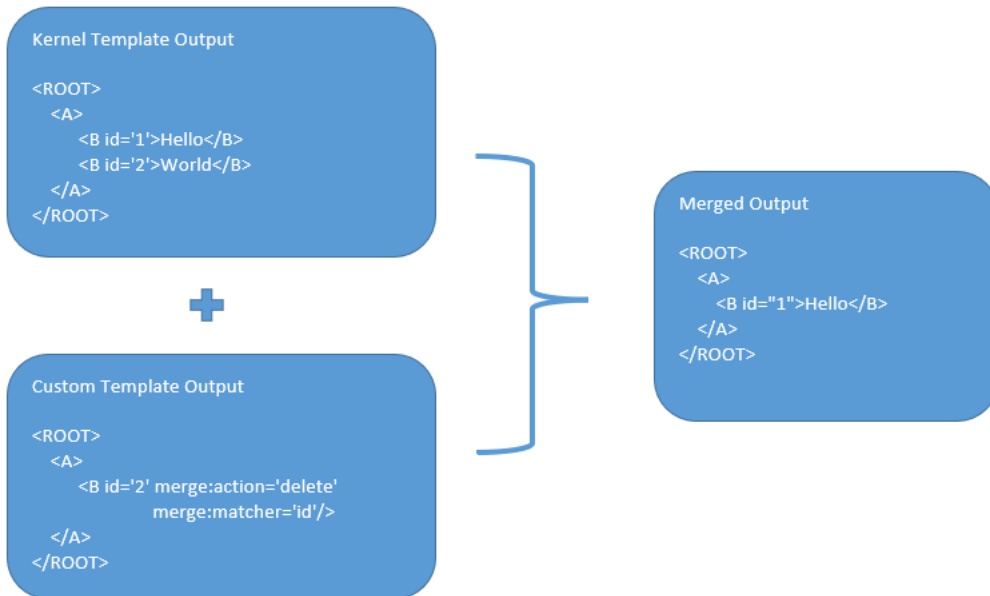 Kernel Template Output
<ROOT>
<A>
<B id='1'>Hello</B>
<B id='2'>World</B>
</A>
</ROOT>
Custom Template Output
<ROOT>
<A>
<B id='2' merge:action='delete'
merge:matcher='id'/>
</A>
</ROOT>
Merged Output
<ROOT>
<A>
<B id="1">Hello</B>
</A>
</ROOT>